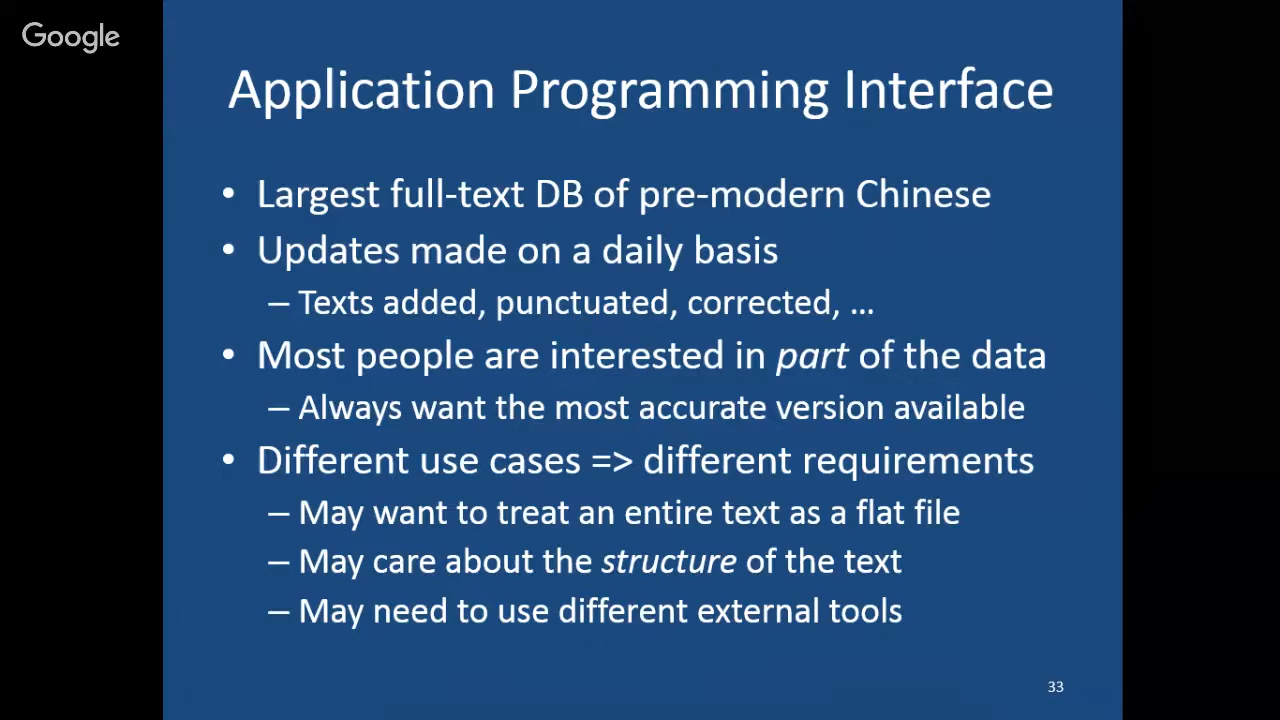 Google
Application Programming Interface
• Largest full-text DB of pre-modern Chinese
• Updates made on a daily basis
– Texts added, punctuated, corrected, ...
• Most people are interested in part of the data
– Always want the most accurate version available
• Different use cases => different requirements
– May want to treat an entire text as a flat file
– May care about the structure of the text
– May need to use different external tools
33